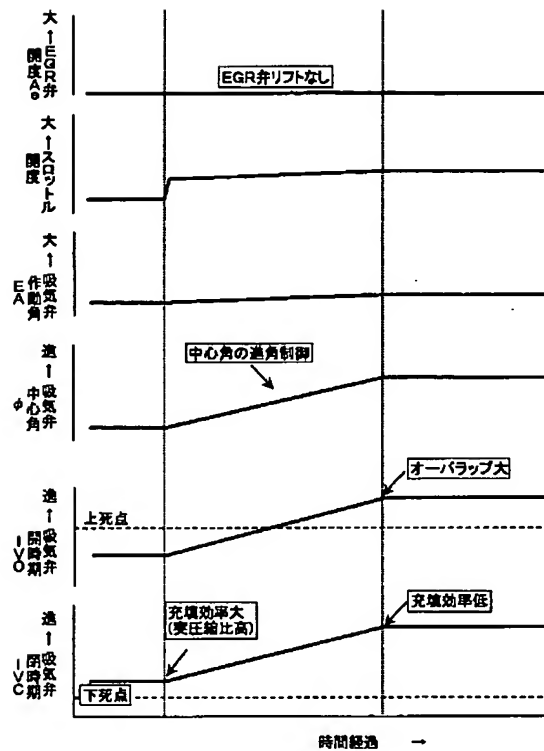 大←EGR弁
開度Ae
EGR弁リフトなし
大←スロットル
開度
大←吸気弁
作動角
EA
進←吸気弁
中心角
φ
中心角の進角制御
進←吸気弁
開時期
IVO
上死点
オーバラップ大
進←吸気弁
閉時期
IVC
充填効率大
(実圧縮比高)
充填効率低
下死点
時間経過 →